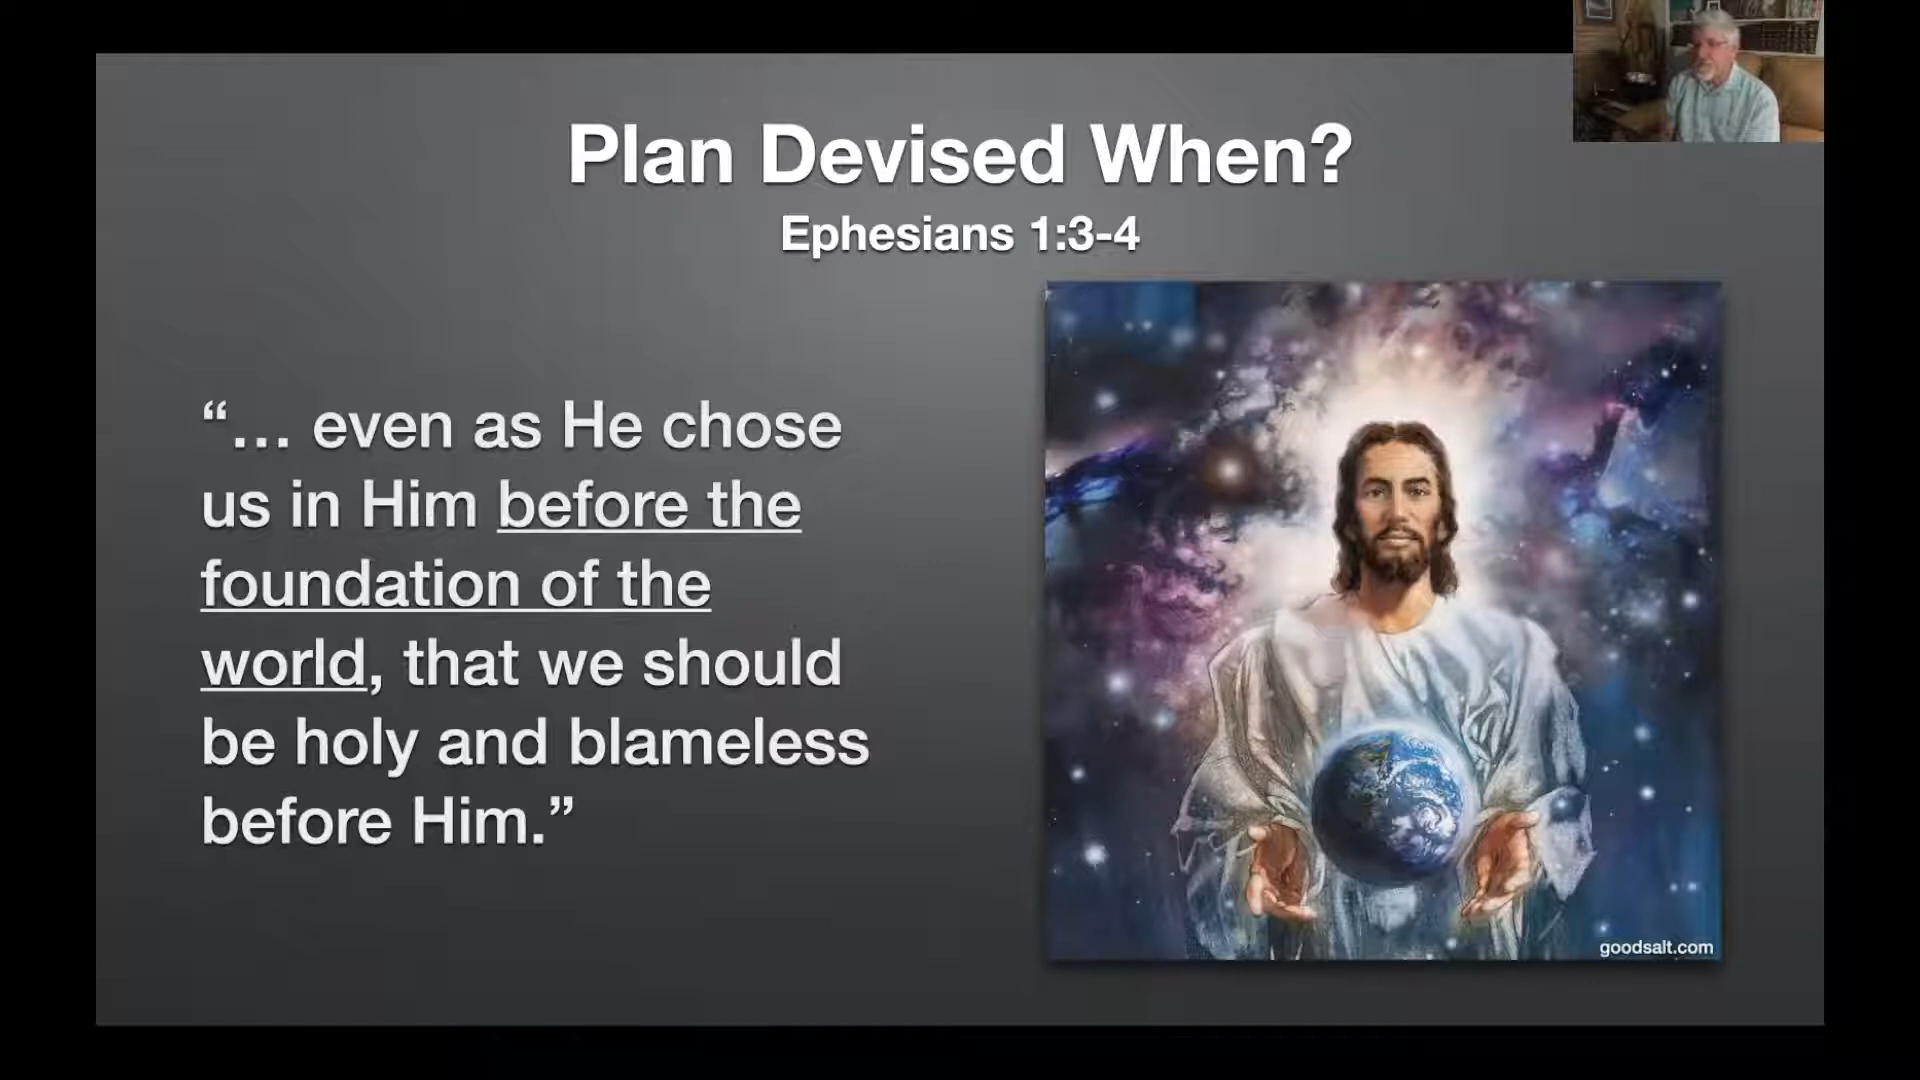 Plan Devised When?
Ephesians 1:3-4
“… even as He chose
us in Him before the
foundation of the
world, that we should
be holy and blameless
before Him.”
goodsalt.com